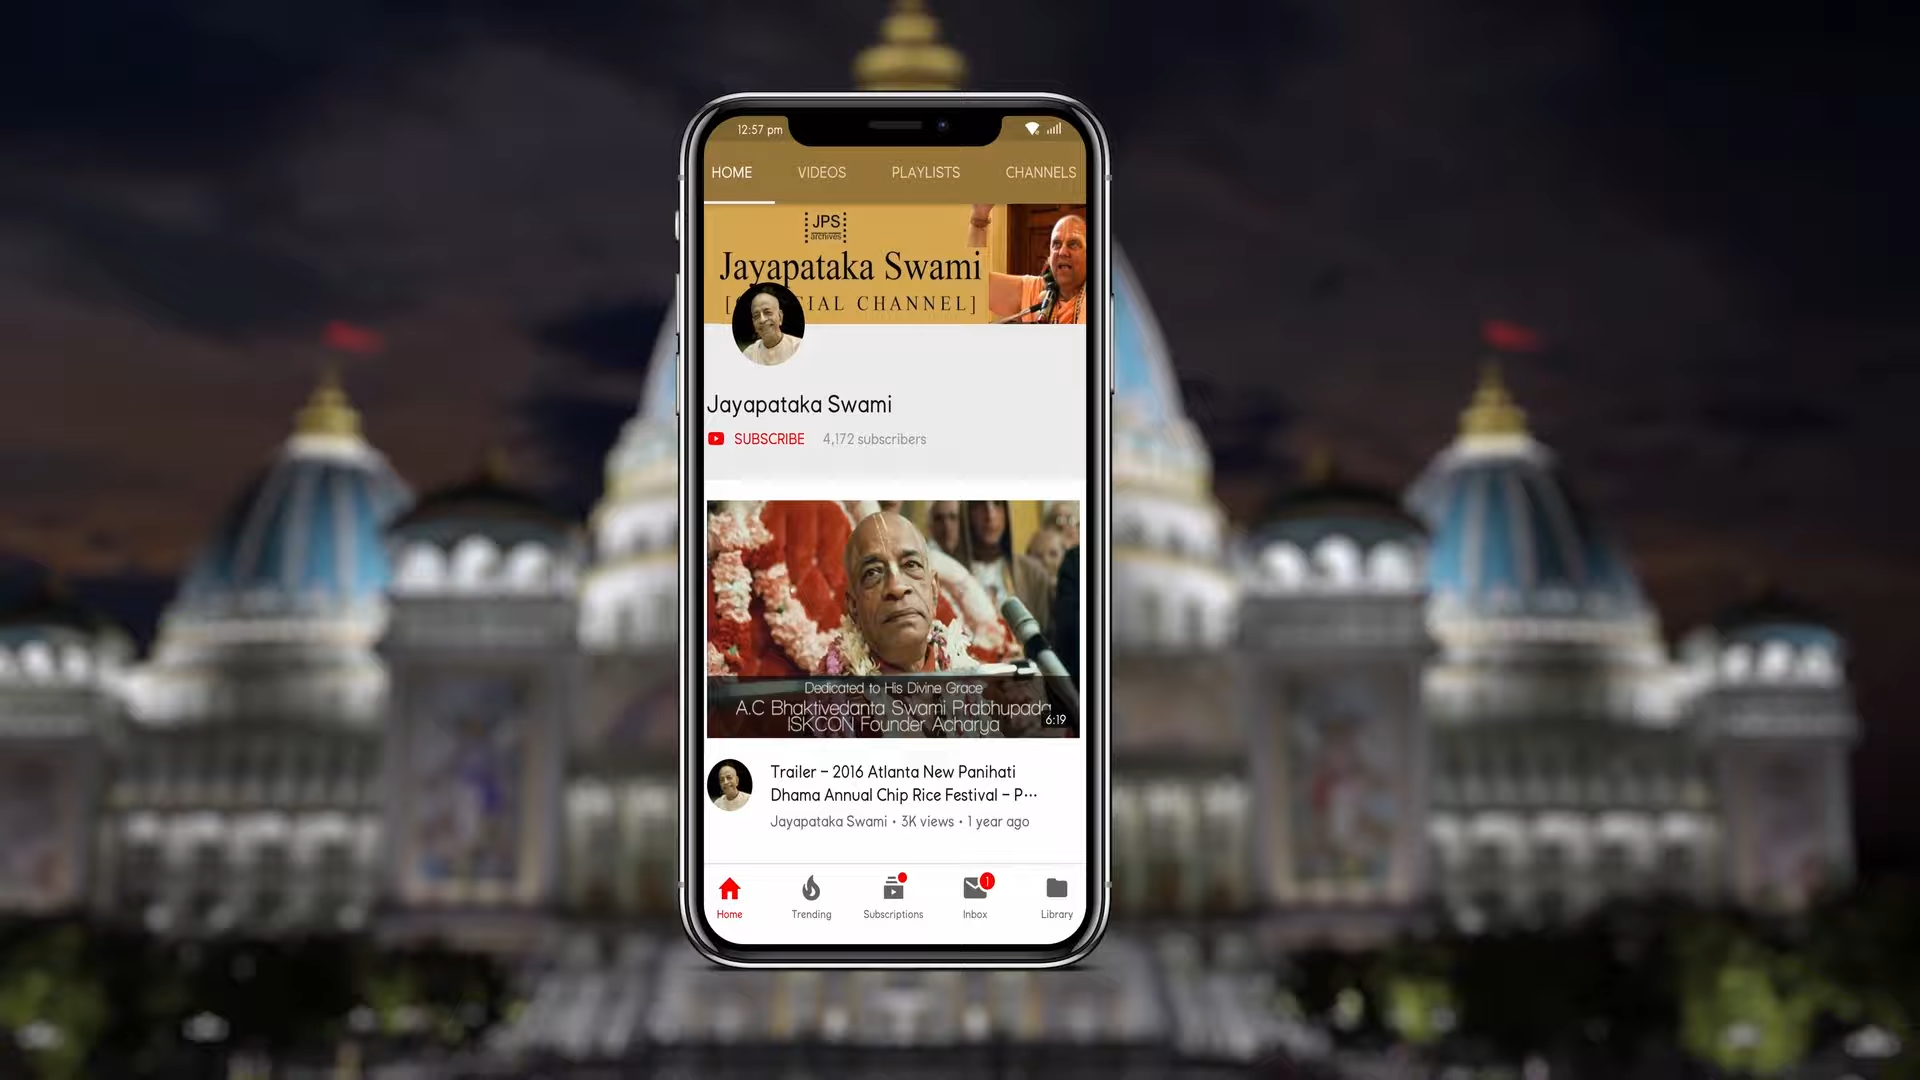 12:57 pm
HOME VIDEOS PLAYLISTS CHANNELS
JPS
archives
Jayapataka Swami
CIAL CHANNEL]
Jayapataka Swami
SUBSCRIBE 4,172 subscribers
Dedicated to His Divine Grace
A.C Bhaktivedanta Swami Prabhupada
ISKCON Founder Acharya
6:19
Trailer – 2016 Atlanta New Panihati
Dhama Annual Chip Rice Festival – P···
Jayapataka Swami • 3K views • 1 year ago
1
Home Trending Subscriptions Inbox Library